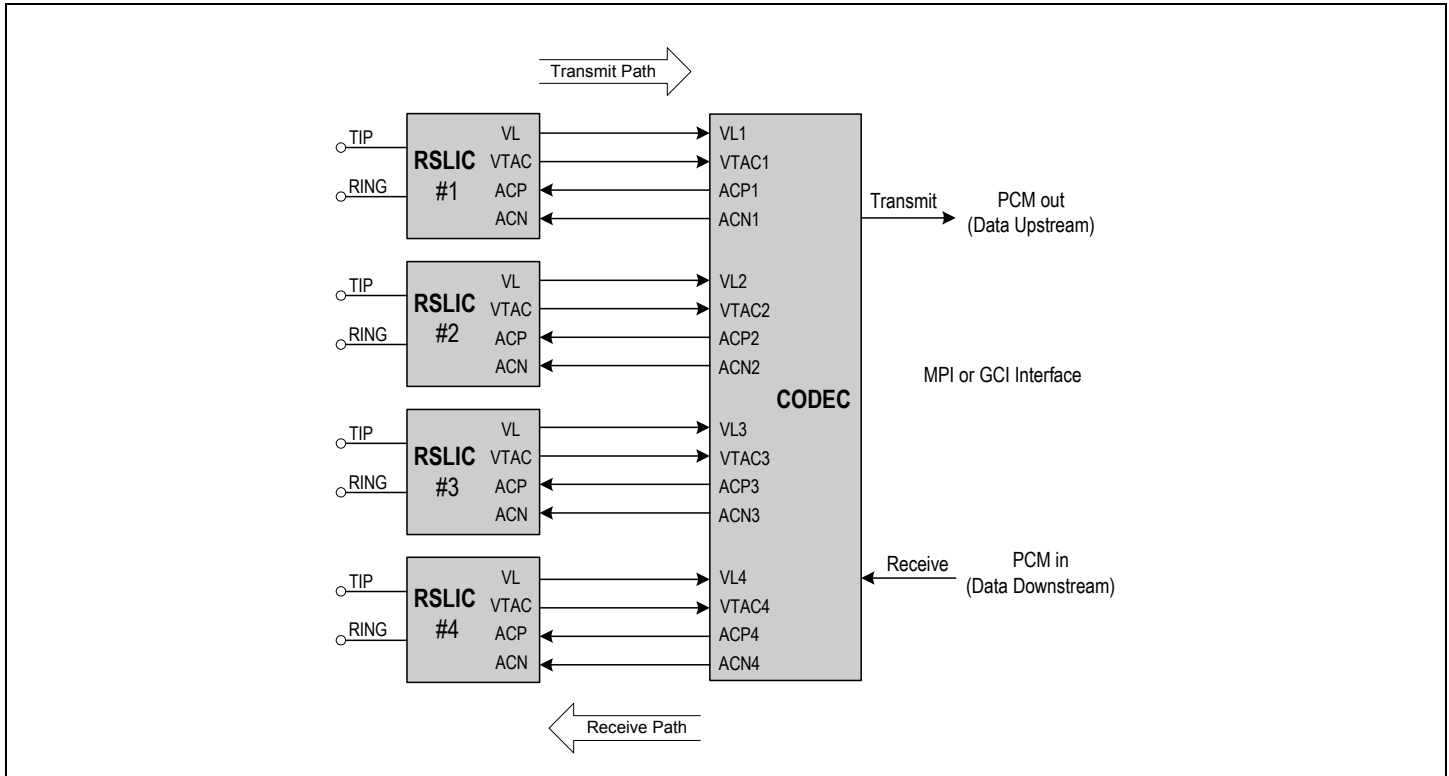 Transmit Path
TIP
RING
RSLIC
#1
VL
VTAC
ACP
ACN
VL1
VTAC1
ACP1
ACN1
TIP
RING
RSLIC
#2
VL
VTAC
ACP
ACN
VL2
VTAC2
ACP2
ACN2
TIP
RING
RSLIC
#3
VL
VTAC
ACP
ACN
VL3
VTAC3
ACP3
ACN3
TIP
RING
RSLIC
#4
VL
VTAC
ACP
ACN
VL4
VTAC4
ACP4
ACN4
CODEC
Transmit
PCM out
(Data Upstream)
MPI or GCI Interface
Receive
PCM in
(Data Downstream)
Receive Path